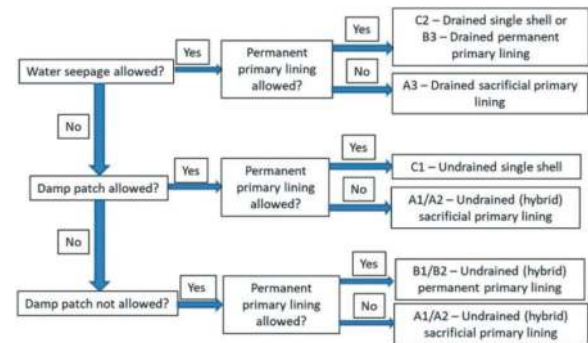 Water seepage allowed?
Yes
Permanent
primary lining
allowed?
Yes
C2 – Drained single shell or
B3 – Drained permanent
primary lining
No
A3 – Drained sacrificial primary
lining
No
Damp patch allowed?
Yes
Permanent
primary lining
allowed?
Yes
C1 – Undrained single shell
No
A1/A2 – Undrained (hybrid)
sacrificial primary lining
No
Damp patch not allowed?
Yes
Permanent
primary lining
allowed?
Yes
B1/B2 – Undrained (hybrid)
permanent primary lining
No
A1/A2 – Undrained (hybrid)
sacrificial primary lining